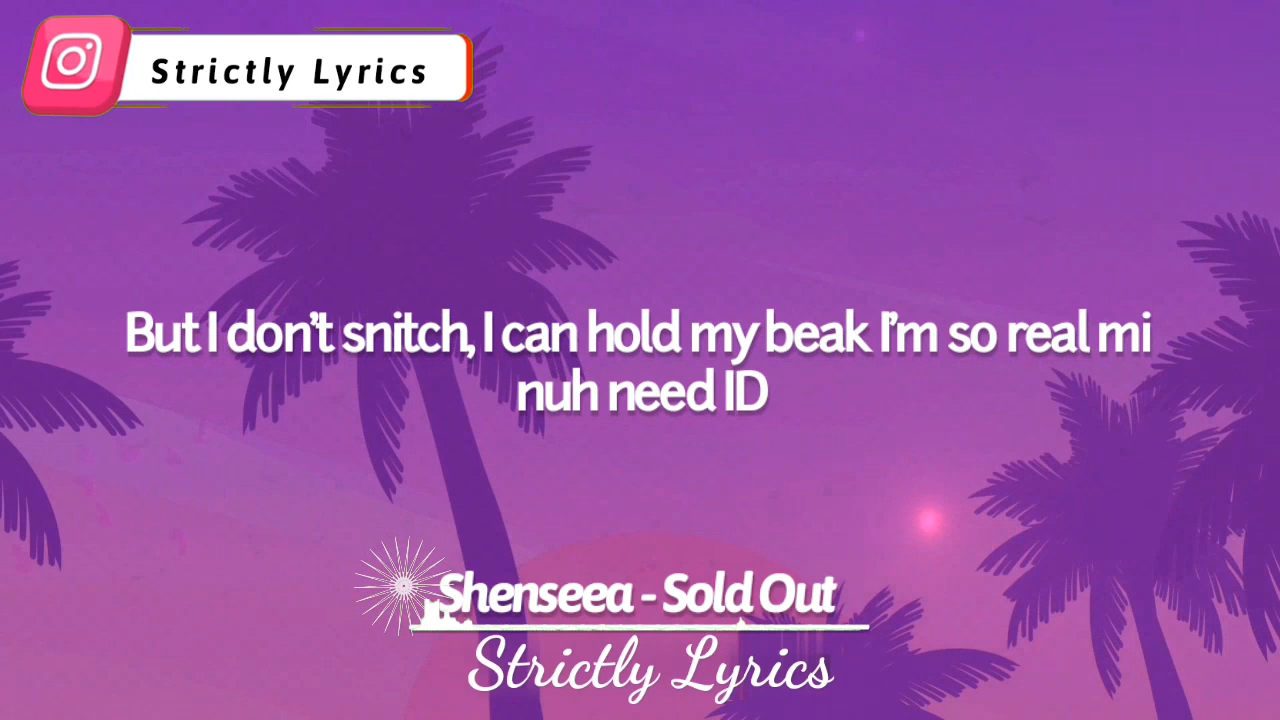 Strictly Lyrics
But I don't snitch, I can hold my beak I'm so real mi
nuh need ID
Shenseea - Sold Out
Strictly Lyrics